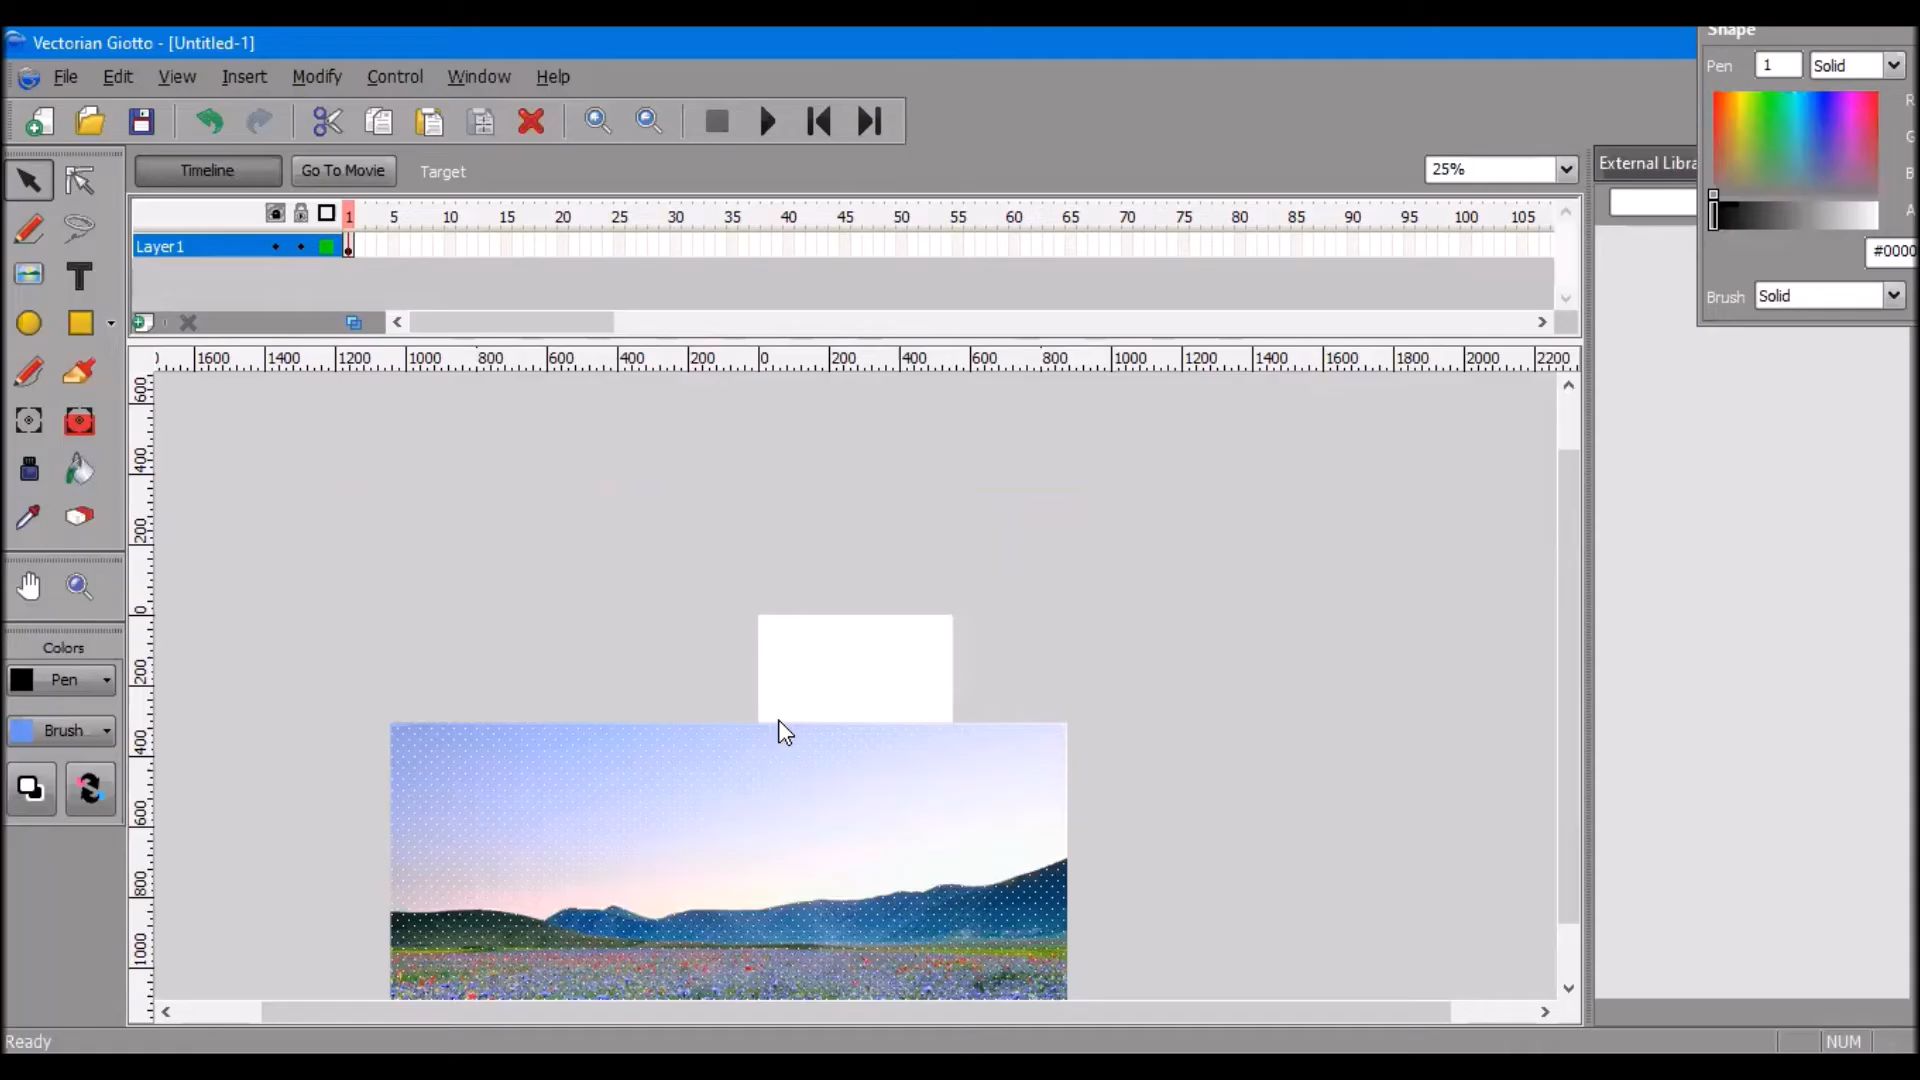 Vectorian Giotto - [Untitled-1]
Shape
File Edit View Insert Modify Control Window Help
Pen 1 Solid
R
G
B
A
Timeline Go To Movie Target 25%
External Libra
1 5 10 15 20 25 30 35 40 45 50 55 60 65 70 75 80 85 90 95 100 105
Layer1
#0000
Brush Solid
1600 1400 1200 1000 800 600 400 200 0 200 400 600 800 1000 1200 1400 1600 1800 2000 2200
600
400
200
0
200
400
600
800
1000
Colors
Pen
Brush
Ready
NUM